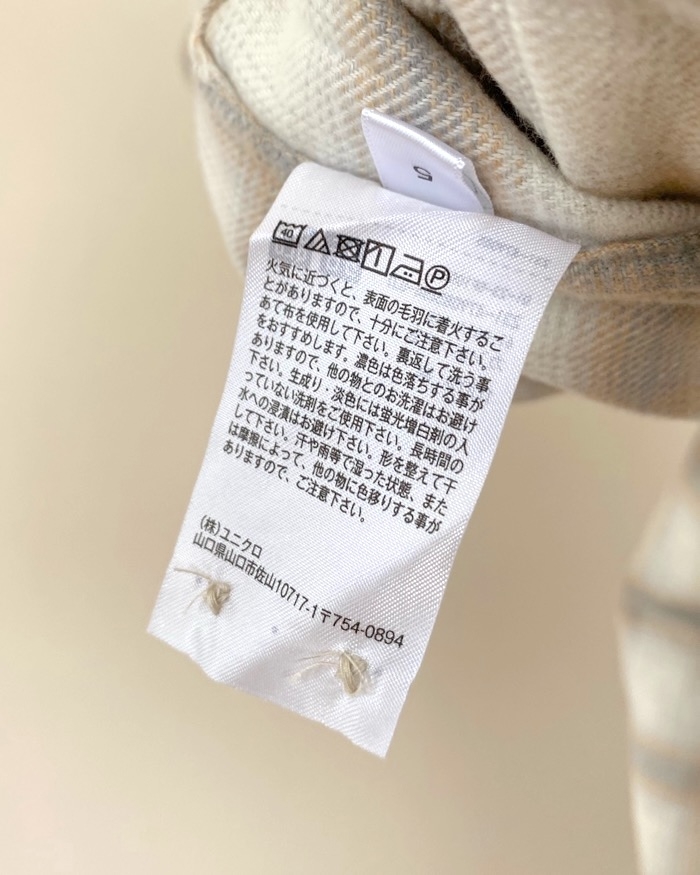 S
40
P
火気に近づくと、表面の毛羽に着火するこ
とがありますので、十分にご注意下さい。
あて布を使用して下さい。裏返して洗う事
をおすすめします。濃色は色落ちする事が
ありますので、他の物とのお洗濯はお避け
下さい。生成り・淡色には蛍光増白剤の入
っていない洗剤をご使用下さい。長時間の
水への浸漬はお避け下さい。形を整えて干
して下さい。汗や雨等で湿った状態、また
は摩擦によって、他の物に色移りする事が
ありますので、ご注意下さい。
(株)ユニクロ
山口県山口市佐山10717-1〒754-0894